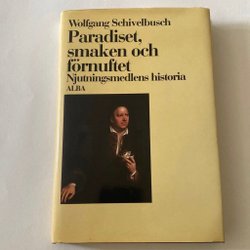 Wolfgang Schivelbusch
Paradiset,
smaken och
förnuftet
Njutningsmedlens historia
ALBA